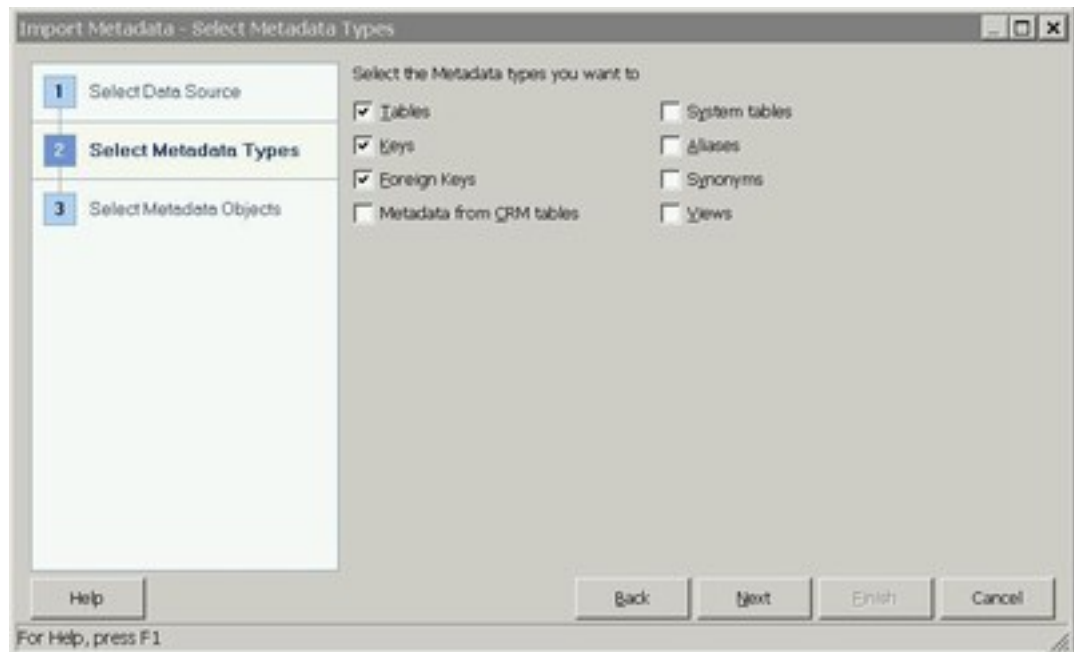 Import Metadata - Select Metadata Types
1 Select Data Source
2 Select Metadata Types
3 Select Metadata Objects
Select the Metadata types you want to
Tables
System tables
Keys
Aliases
Foreign Keys
Synonyms
Metadata from CRM tables
Views
Help
Back
Next
Finish
Cancel
For Help, press F1